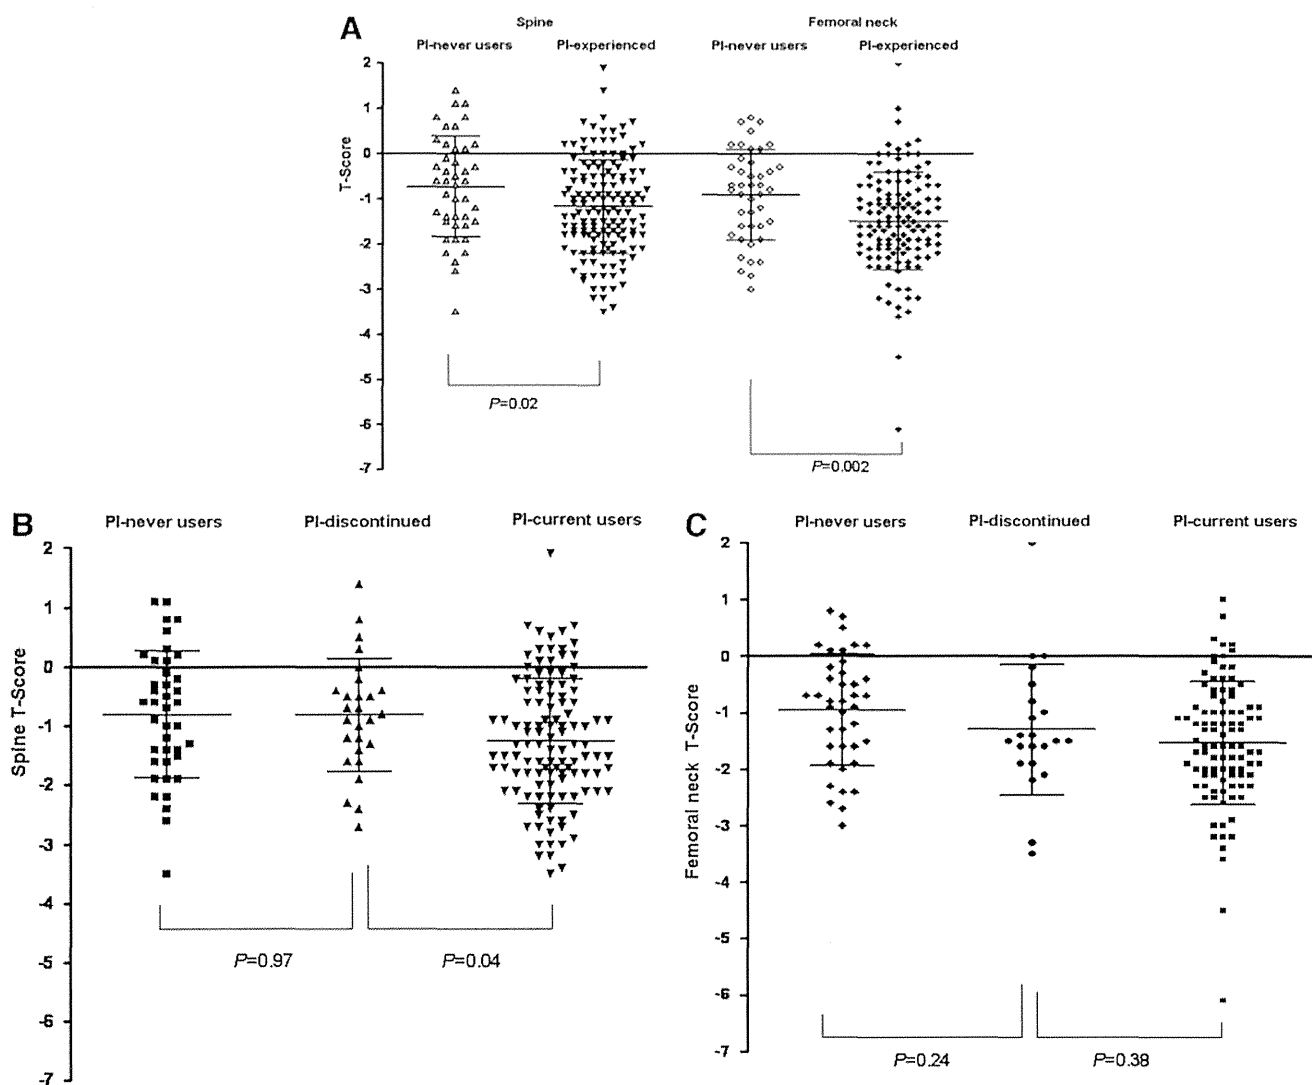 A
Spine
Femoral neck
PI-never users
PI-experienced
PI-never users
PI-experienced
T-Score
2
1
0
-1
-2
-3
-4
-5
-6
-7
P=0.02
P=0.002
B
PI-never users
PI-discontinued
PI-current users
Spine T-Score
2
1
0
-1
-2
-3
-4
-5
-6
-7
P=0.97
P=0.04
C
PI-never users
PI-discontinued
PI-current users
Femoral neck T-Score
2
1
0
-1
-2
-3
-4
-5
-6
-7
P=0.24
P=0.38